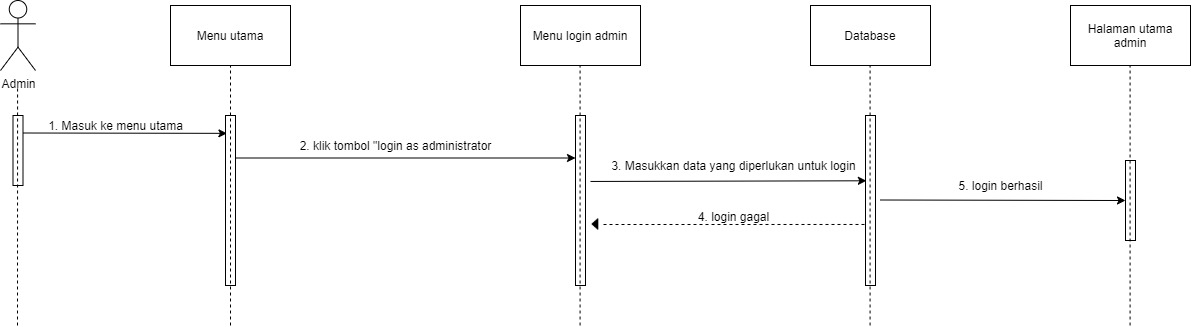 Menu utama
Menu login admin
Database
Halaman utama
admin
Admin
1. Masuk ke menu utama
2. klik tombol "login as administrator
3. Masukkan data yang diperlukan untuk login
5. login berhasil
4. login gagal